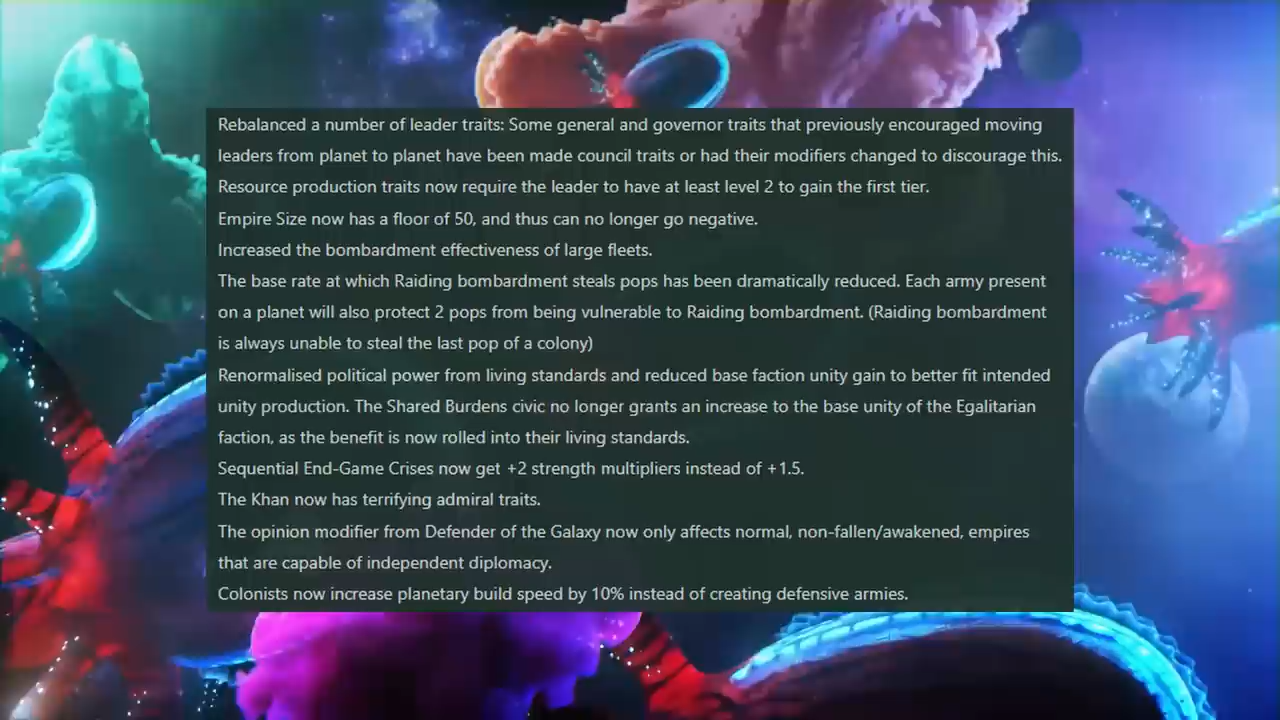 Rebalanced a number of leader traits: Some general and governor traits that previously encouraged moving
leaders from planet to planet have been made council traits or had their modifiers changed to discourage this.
Resource production traits now require the leader to have at least level 2 to gain the first tier.
Empire Size now has a floor of 50, and thus can no longer go negative.
Increased the bombardment effectiveness of large fleets.
The base rate at which Raiding bombardment steals pops has been dramatically reduced. Each army present
on a planet will also protect 2 pops from being vulnerable to Raiding bombardment. (Raiding bombardment
is always unable to steal the last pop of a colony)
Renormalised political power from living standards and reduced base faction unity gain to better fit intended
unity production. The Shared Burdens civic no longer grants an increase to the base unity of the Egalitarian
faction, as the benefit is now rolled into their living standards.
Sequential End-Game Crises now get +2 strength multipliers instead of +1.5.
The Khan now has terrifying admiral traits.
The opinion modifier from Defender of the Galaxy now only affects normal, non-fallen/awakened, empires
that are capable of independent diplomacy.
Colonists now increase planetary build speed by 10% instead of creating defensive armies.